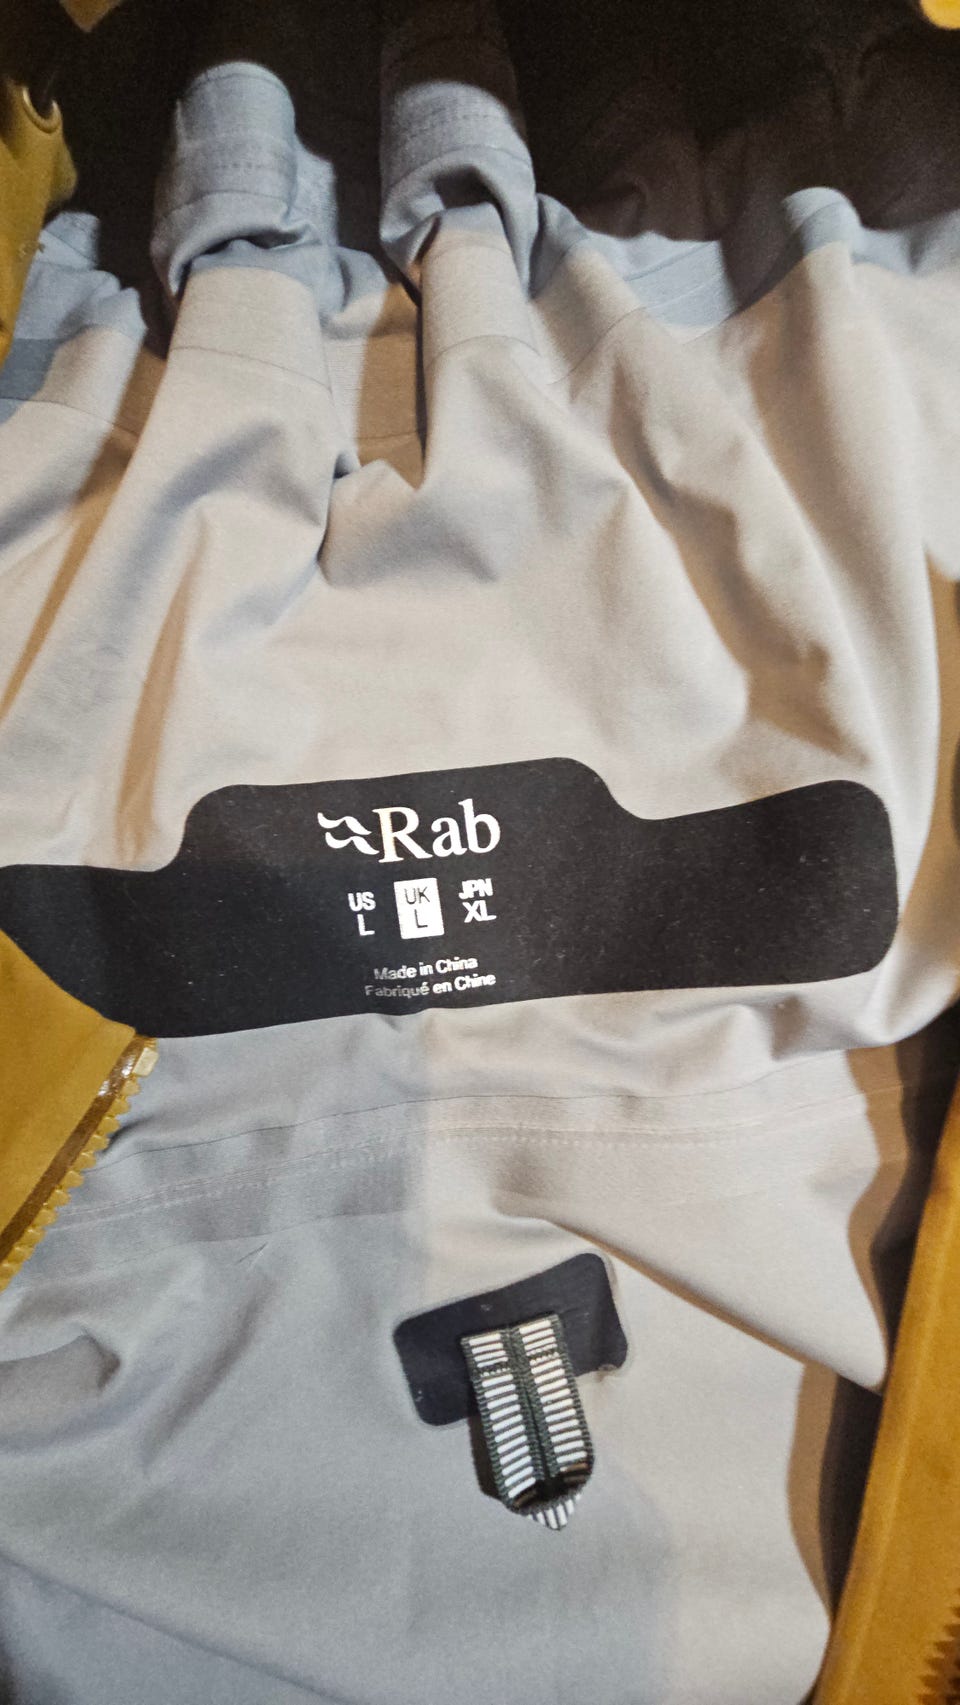 Rab
US UK JPN
L L XL
Made in China
Fabriqué en Chine